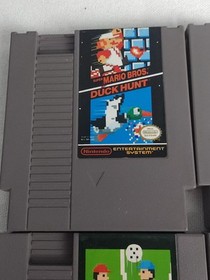 SUPER MARIO BROS.
DUCK HUNT
Nintendo
ENTERTAINMENT
SYSTEM